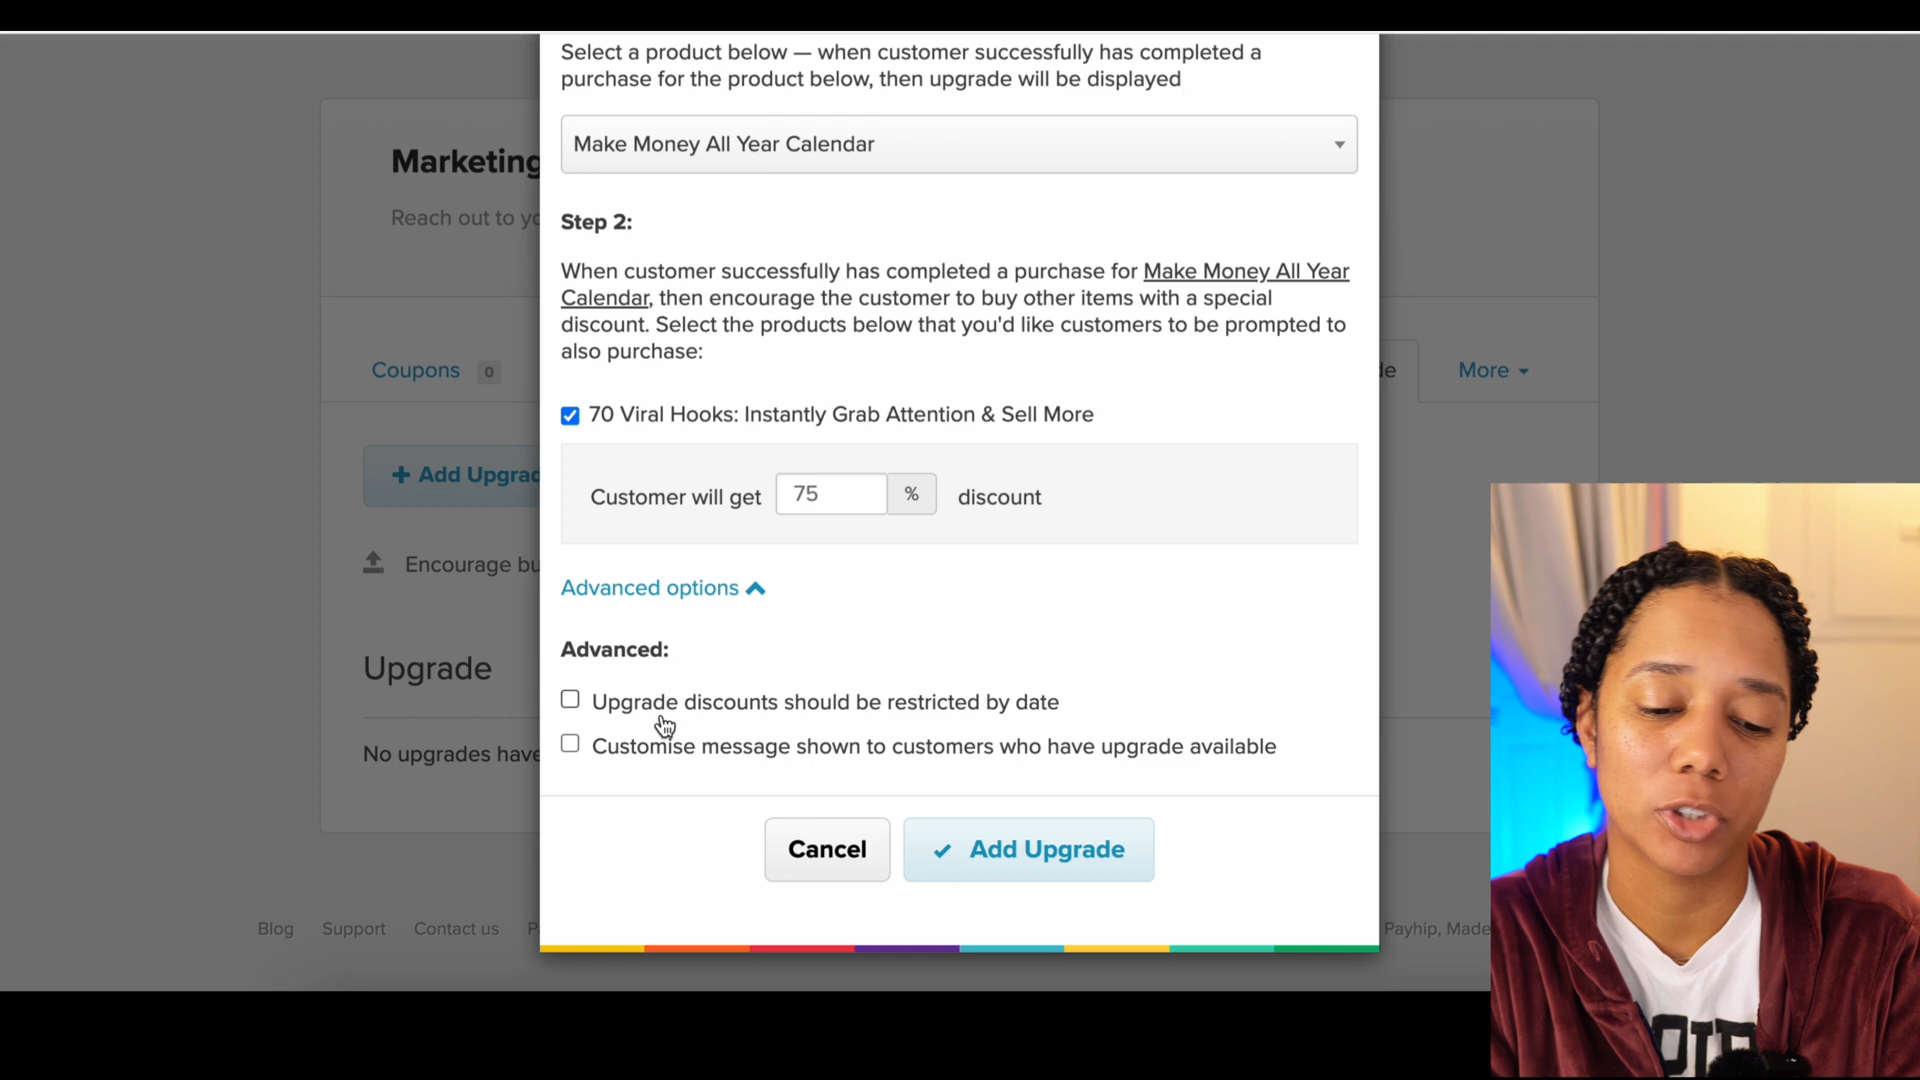 Select a product below — when customer successfully has completed a
purchase for the product below, then upgrade will be displayed
Make Money All Year Calendar
Marketing
Reach out to yo
Step 2:
When customer successfully has completed a purchase for Make Money All Year
Calendar, then encourage the customer to buy other items with a special
discount. Select the products below that you'd like customers to be prompted to
also purchase:
Coupons 0
de
More
70 Viral Hooks: Instantly Grab Attention & Sell More
+ Add Upgrad
Customer will get 75 % discount
Encourage bu
Advanced options
Advanced:
Upgrade
Upgrade discounts should be restricted by date
Customise message shown to customers who have upgrade available
No upgrades have
Cancel
Add Upgrade
Blog Support Contact us P
Payhip, Made